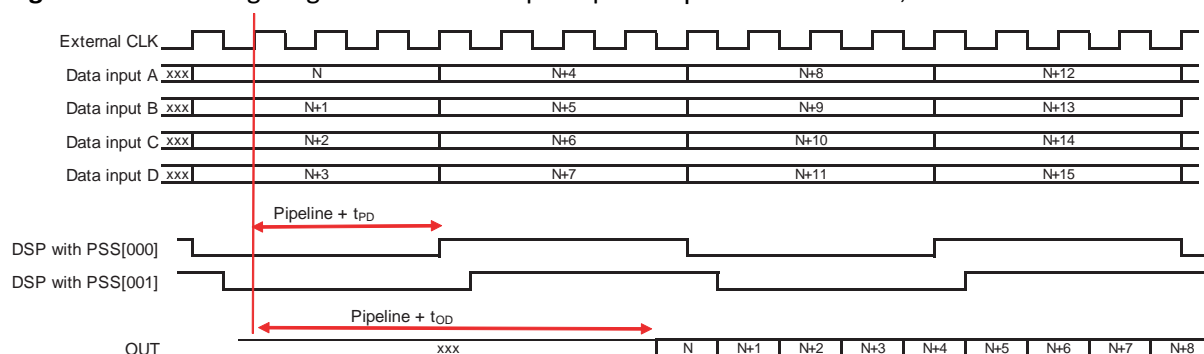 External CLK
Data input A xxx N N+4 N+8 N+12
Data input B xxx N+1 N+5 N+9 N+13
Data input C xxx N+2 N+6 N+10 N+14
Data input D xxx N+3 N+7 N+11 N+15
Pipeline + tPD
DSP with PSS[000]
DSP with PSS[001]
Pipeline + tOD
OUT xxx N N+1 N+2 N+3 N+4 N+5 N+6 N+7 N+8